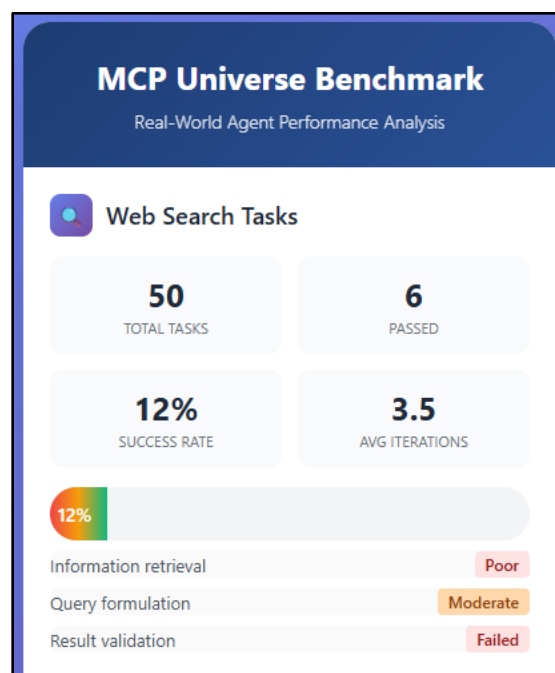 MCP Universe Benchmark
Real-World Agent Performance Analysis
Web Search Tasks
50
TOTAL TASKS
6
PASSED
12%
SUCCESS RATE
3.5
AVG ITERATIONS
12%
Information retrieval Poor
Query formulation Moderate
Result validation Failed